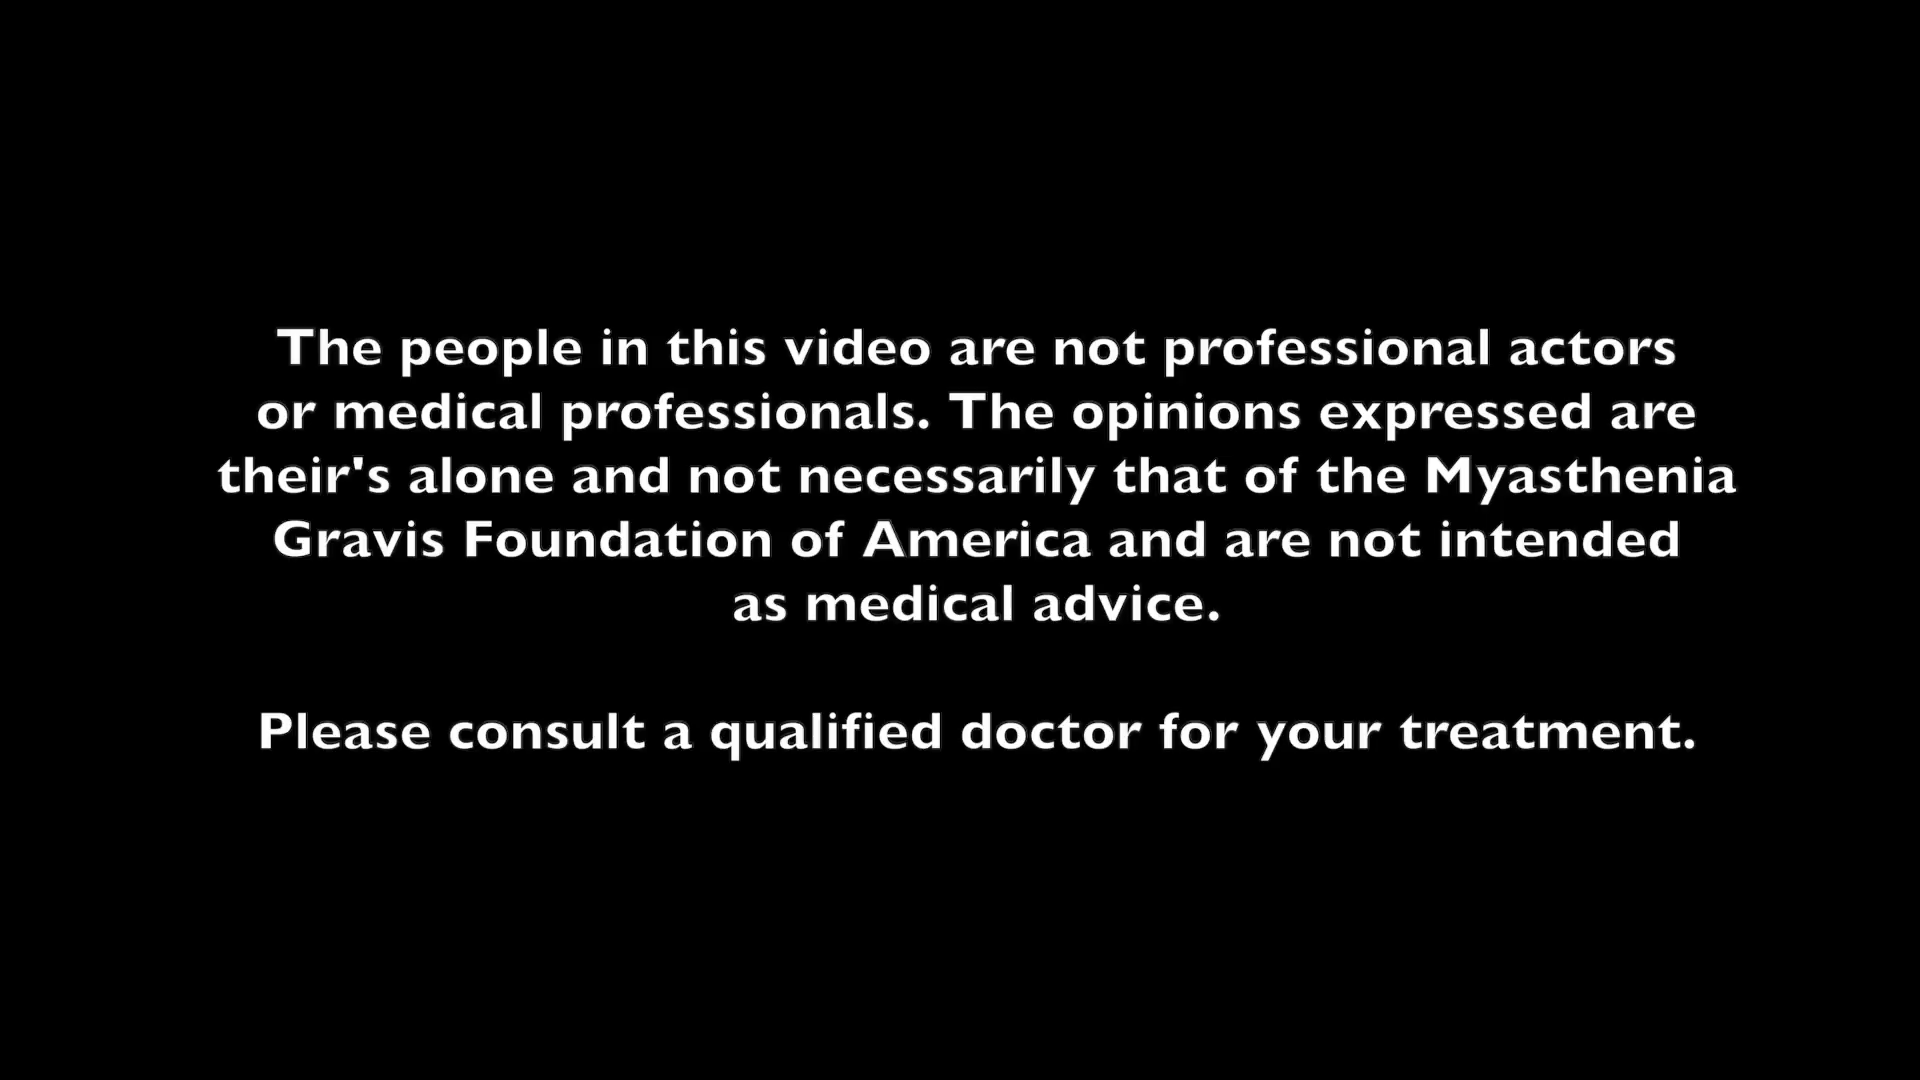 The people in this video are not professional actors
or medical professionals. The opinions expressed are
their's alone and not necessarily that of the Myasthenia
Gravis Foundation of America and are not intended
as medical advice.
Please consult a qualified doctor for your treatment.